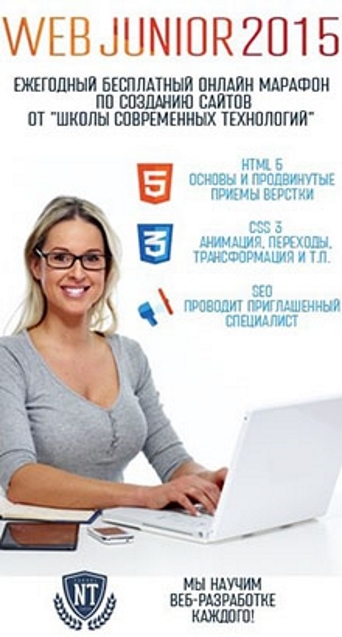 WEB JUNIOR 2015
ЕЖЕГОДНЫЙ БЕСПЛАТНЫЙ ОНЛАЙН МАРАФОН
ПО СОЗДАНИЮ САЙТОВ
ОТ "ШКОЛЫ СОВРЕМЕННЫХ ТЕХНОЛОГИЙ"
5
HTML 5
ОСНОВЫ И ПРОДВИНУТЫЕ
ПРИЕМЫ ВЕРСТКИ
3
CSS 3
АНИМАЦИЯ, ПЕРЕХОДЫ,
ТРАНСФОРМАЦИЯ И Т.П.
SEO
ПРОВОДИТ ПРИГЛАШЕННЫЙ
СПЕЦИАЛИСТ
NT
МЫ НАУЧИМ
ВЕБ-РАЗРАБОТКЕ
КАЖДОГО!